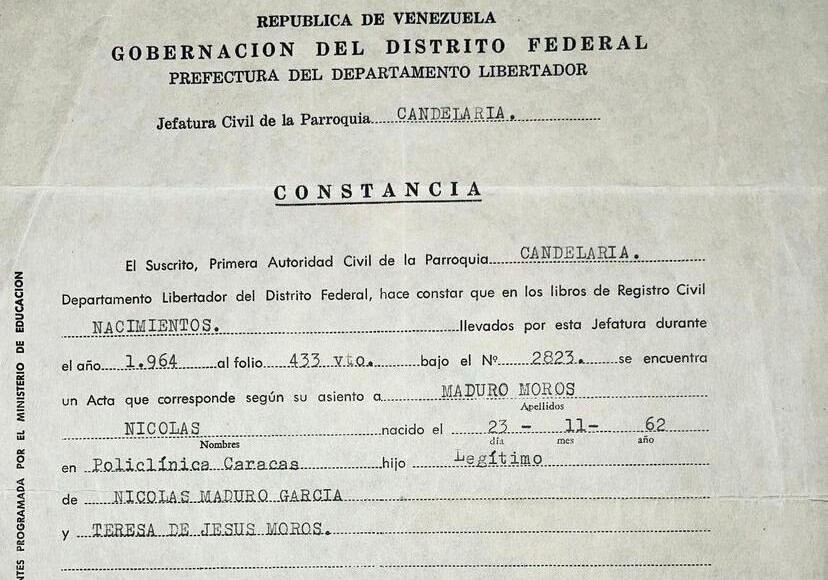 REPUBLICA DE VENEZUELA
GOBERNACION DEL DISTRITO FEDERAL
PREFECTURA DEL DEPARTAMENTO LIBERTADOR
Jefatura Civil de la Parroquia CANDELARIA.
CONSTANCIA
El Suscrito, Primera Autoridad Civil de la Parroquia CANDELARIA.
Departamento Libertador del Distrito Federal, hace constar que en los libros de Registro Civil
NACIMIENTOS. llevados por esta Jefatura durante
el año 1.964 al folio 433 vto. bajo el Nº 2823. se encuentra
un Acta que corresponde según su asiento a MADURO MOROS
Apellidos
NICOLAS nacido el 23 - 11- 62
Nombres día mes año
en Policlínica Caracas hijo Legítimo
de NICOLAS MADURO GARCIA
y TERESA DE JESUS MOROS.
NTES PROGRAMADA POR EL MINISTERIO DE EDUCACION